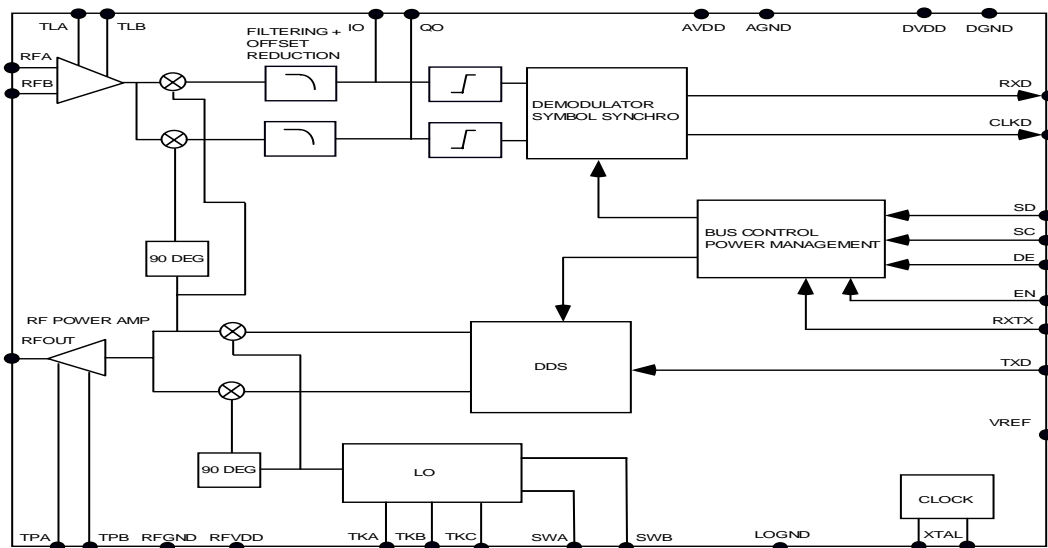 TLA
TLB
FILTERING +
OFFSET
REDUCTION
IO
QO
AVDD
AGND
DVDD
DGND
RFA
RFB
DEMODULATOR
SYMBOL SYNCHRO
RXD
CLKD
SD
BUS CONTROL
POWER MANAGEMENT
SC
DE
90 DEG
EN
RF POWER AMP
RXTX
RFOUT
DDS
TXD
VREF
90 DEG
LO
CLOCK
TPA
TPB
RFGND
RFVDD
TKA
TKB
TKC
SWA
SWB
LOGND
XTAL